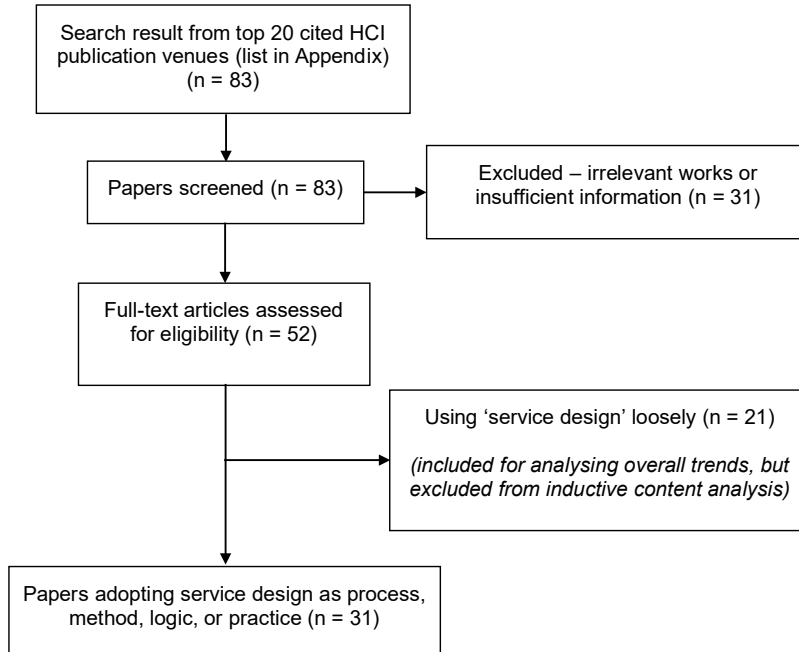 Search result from top 20 cited HCI
publication venues (list in Appendix)
(n = 83)
Papers screened (n = 83)
Excluded – irrelevant works or
insufficient information (n = 31)
Full-text articles assessed
for eligibility (n = 52)
Using ‘service design’ loosely (n = 21)
(included for analysing overall trends, but
excluded from inductive content analysis)
Papers adopting service design as process,
method, logic, or practice (n = 31)